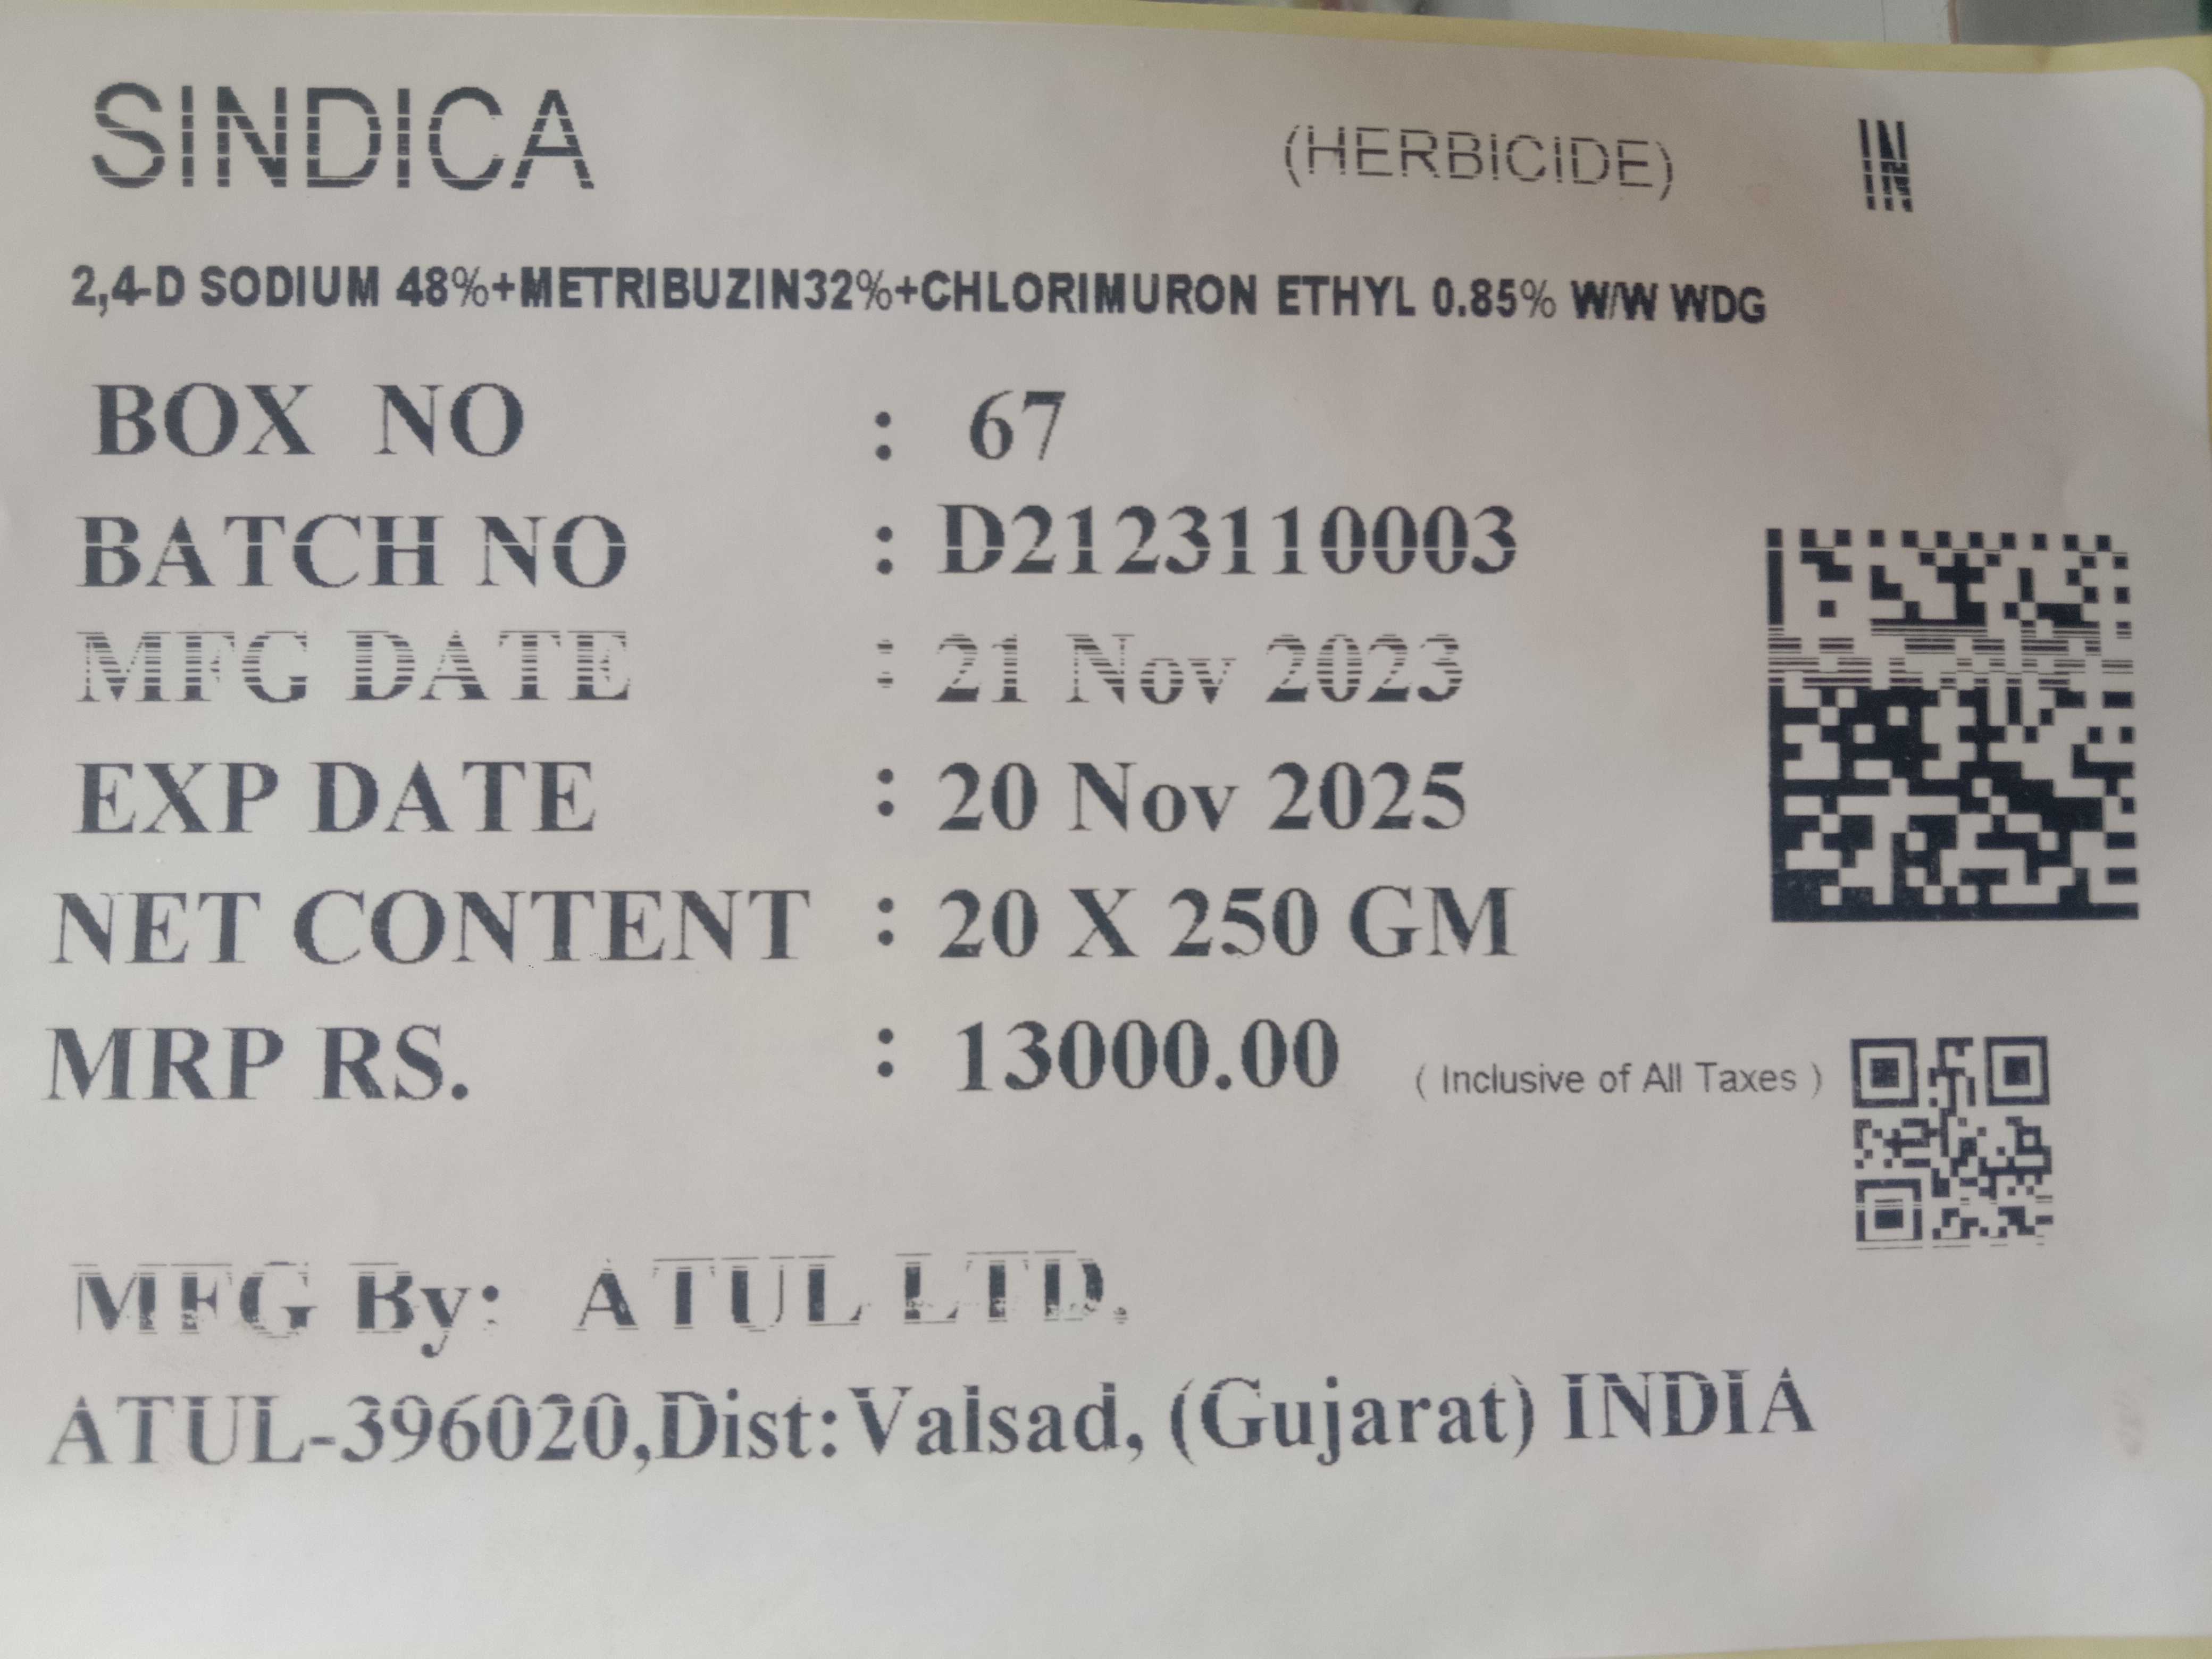 SINDICA (HERBICIDE) IN
2,4-D SODIUM 48%+METRIBUZIN32%+CHLORIMURON ETHYL 0.85% W/W WDG
BOX NO : 67
BATCH NO : D2123110003
MFG DATE : 21 Nov 2023
EXP DATE : 20 Nov 2025
NET CONTENT : 20 X 250 GM
MRP RS. : 13000.00 ( Inclusive of All Taxes )
MFG By: ATUL LTD.
ATUL-396020,Dist:Valsad, (Gujarat) INDIA